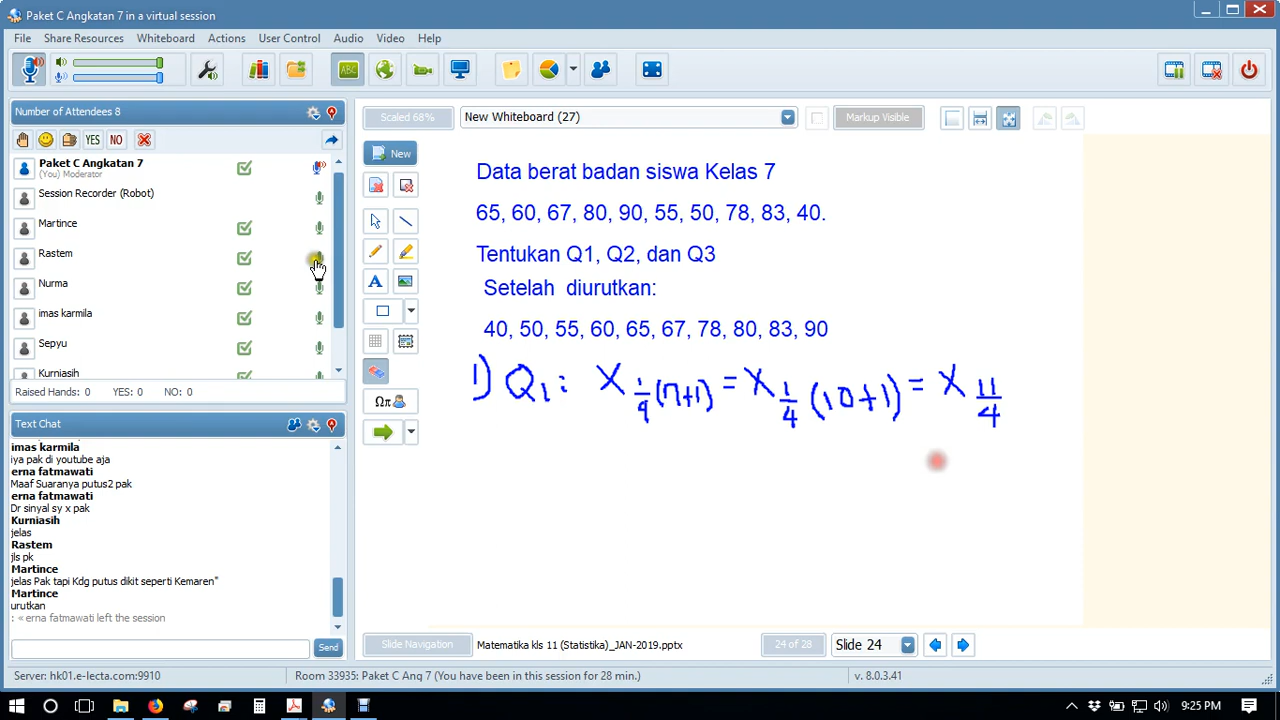 Paket C Angkatan 7 in a virtual session
File Share Resources Whiteboard Actions User Control Audio Video Help
Number of Attendees 8
YES NO
Paket C Angkatan 7
(You) Moderator
Session Recorder (Robot)
Martince
Rastem
Nurma
imas karmila
Sepyu
Kurniasih
Raised Hands: 0 YES: 0 NO: 0
Text Chat
imas karmila
iya pak di youtube aja
erna fatmawati
Maaf Suaranya putus2 pak
erna fatmawati
Dr sinyal sy x pak
Kurniasih
jelas
Rastem
jls pk
Martince
jelas Pak tapi Kdg putus dikit seperti Kemaren"
Martince
urutkan
: « erna fatmawati left the session
Send
Scaled 68% New Whiteboard (27) Markup Visible
New
ABC
A
Ωπ
Data berat badan siswa Kelas 7
65, 60, 67, 80, 90, 55, 50, 78, 83, 40.
Tentukan Q1, Q2, dan Q3
Setelah diurutkan:
40, 50, 55, 60, 65, 67, 78, 80, 83, 90
1) Q1 : X 1/4 (n+1) = X 1/4 (10+1) = X 11/4
Slide Navigation Matematika kls 11 (Statistika)_JAN-2019.pptx 24 of 28 Slide 24
Server: hk01.e-lecta.com:9910 Room 33935: Paket C Ang 7 (You have been in this session for 28 min.) v. 8.0.3.41
9:25 PM